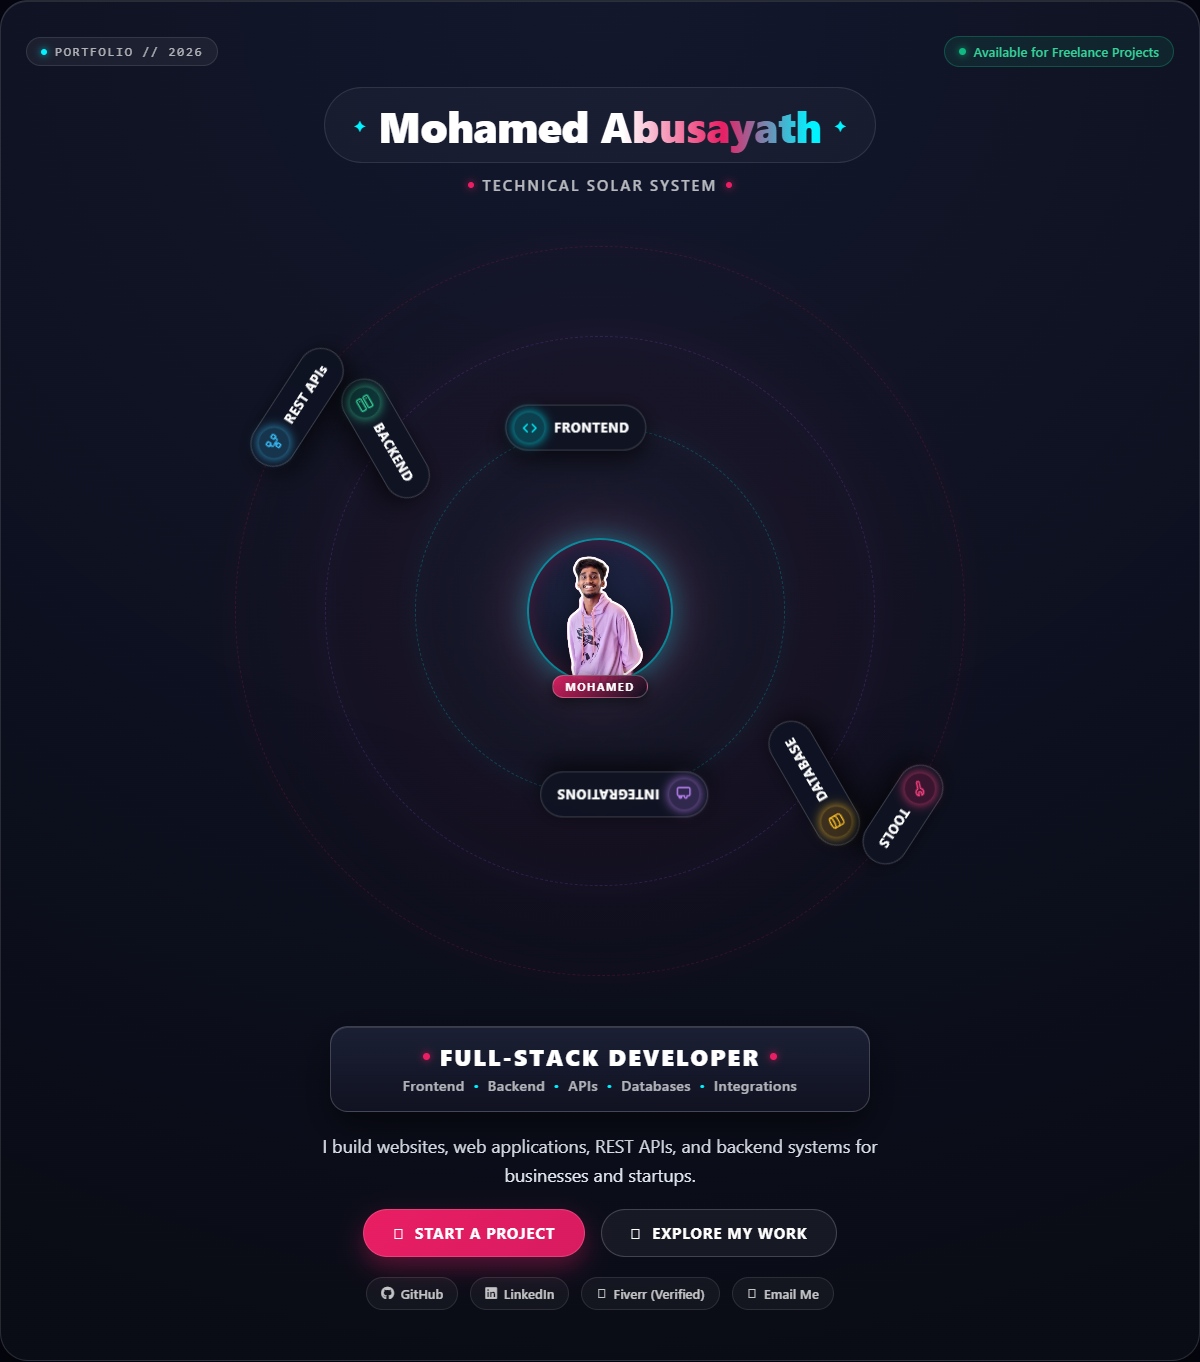 PORTFOLIO // 2026
Available for Freelance Projects
Mohamed Abusayath
TECHNICAL SOLAR SYSTEM
REST APIs
BACKEND
FRONTEND
MOHAMED
INTEGRATIONS
DATABASE
TOOLS
FULL-STACK DEVELOPER
Frontend • Backend • APIs • Databases • Integrations
I build websites, web applications, REST APIs, and backend systems for
businesses and startups.
START A PROJECT
EXPLORE MY WORK
GitHub
LinkedIn
Fiverr (Verified)
Email Me